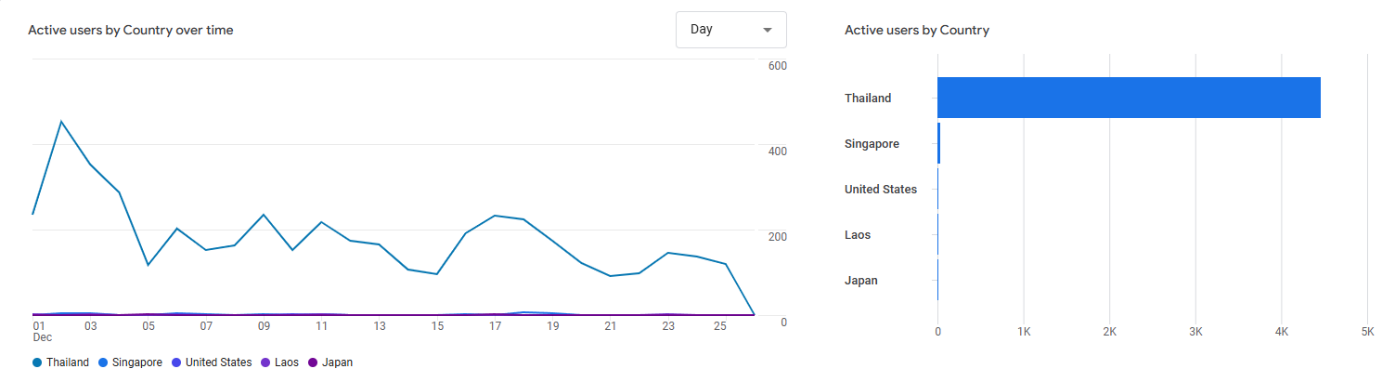 Active users by Country over time
Day
600
400
200
0
01 03 05 07 09 11 13 15 17 19 21 23 25
Dec
Thailand Singapore United States Laos Japan
Active users by Country
Thailand
Singapore
United States
Laos
Japan
0 1K 2K 3K 4K 5K